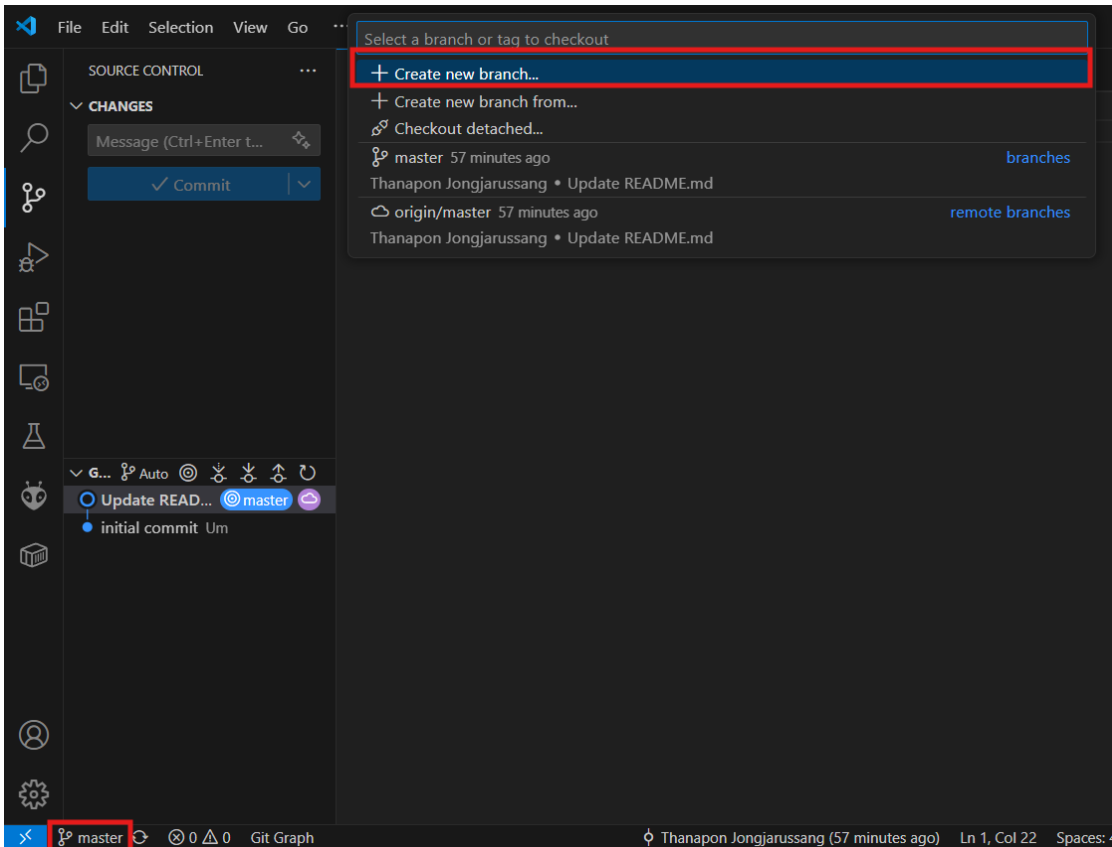 File Edit Selection View Go ...
Select a branch or tag to checkout
SOURCE CONTROL ...
+ Create new branch...
CHANGES
+ Create new branch from...
Message (Ctrl+Enter t...
Checkout detached...
master 57 minutes ago branches
Commit
Thanapon Jongjarussang • Update README.md
origin/master 57 minutes ago remote branches
Thanapon Jongjarussang • Update README.md
G... Auto
Update READ... master
initial commit Um
master 0 0 Git Graph Thanapon Jongjarussang (57 minutes ago) Ln 1, Col 22 Spaces: 4